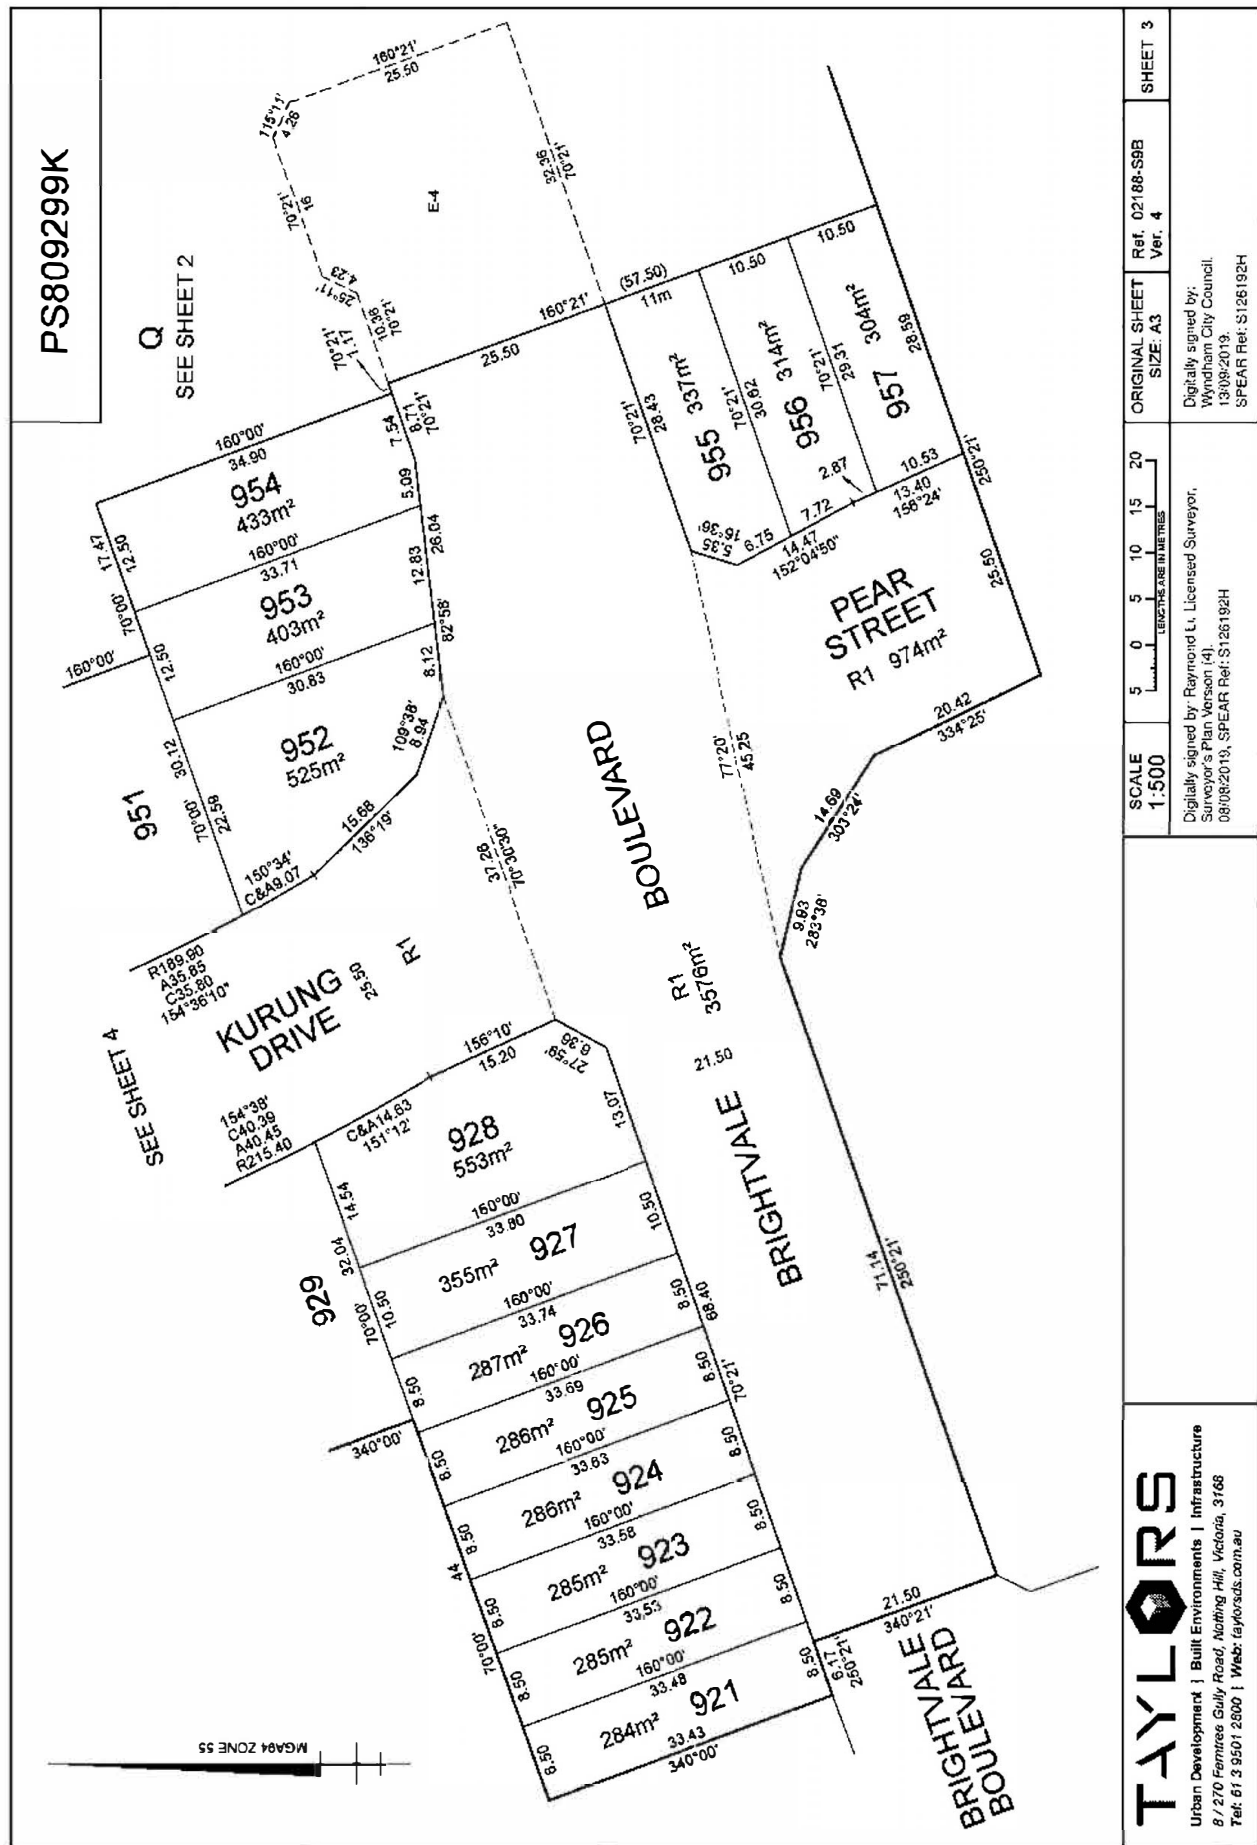 PS809299K
Q
SEE SHEET 2
160°21'
25.50
115°11'
4.26
70°21'
16
25°11'
4.23
E-4
32.36
70°21'
70°21'
1.17
10.36
70°21'
160°00'
34.90
954
433m²
7.54
8.71
70°21'
25.50
160°21'
(57.50)
11m
10.50
10.50
160°00'
17.47
12.50
70°00'
12.50
160°00'
33.71
953
403m²
5.09
26.04
12.83
82°58'
160°00'
30.83
8.12
952
525m²
109°38'
8.94
951
30.12
70°00'
22.59
15.68
136°19'
150°34'
C&A9.07
70°21'
28.43
955 337m²
70°21'
30.62
956 314m²
70°21'
29.31
957 304m²
28.59
2.87
10.53
13.40
156°24'
250°21'
5.35
16°36'
6.75
7.72
14.47
152°04'50"
PEAR
STREET
R1 974m²
25.50
20.42
334°25'
14.69
303°24'
9.93
283°38'
77°20'
45.25
37.26
70°30'30"
R189.90
A35.85
C35.80
154°36'10"
SEE SHEET 4
KURUNG
DRIVE
25.50
R1
154°38'
C40.39
A40.45
R215.40
156°10'
15.20
27°59'
6.36
C&A14.63
151°12'
BRIGHTVALE BOULEVARD
R1
3576m²
21.50
71.14
250°21'
929
14.54
32.04
70°00'
10.50
928
553m²
13.07
160°00'
33.80
355m² 927
10.50
160°00'
33.74
287m² 926
8.50
8.50
68.40
160°00'
33.69
286m² 925
8.50
8.50
70°21'
340°00'
160°00'
33.63
286m² 924
8.50
8.50
44
160°00'
33.58
285m² 923
8.50
8.50
70°00'
160°00'
33.53
285m² 922
8.50
8.50
160°00'
33.48
284m² 921
8.50
8.50
33.43
340°00'
6.17
250°21'
21.50
340°21'
BRIGHTVALE
BOULEVARD
MGA94 ZONE 55
TAYLORS
Urban Development | Built Environments | Infrastructure
8 / 270 Ferntree Gully Road, Notting Hill, Victoria, 3168
Tel: 61 3 9501 2800 | Web: taylorsds.com.au
SCALE
1:500
5 0 5 10 15 20
LENGTHS ARE IN METRES
ORIGINAL SHEET
SIZE: A3
Ref. 02188-S9B
Ver. 4
SHEET 3
Digitally signed by: Raymond Li, Licensed Surveyor,
Surveyor's Plan Version (4),
08/08/2019, SPEAR Ref: S126192H
Digitally signed by:
Wyndham City Council,
13/09/2019,
SPEAR Ref: S126192H